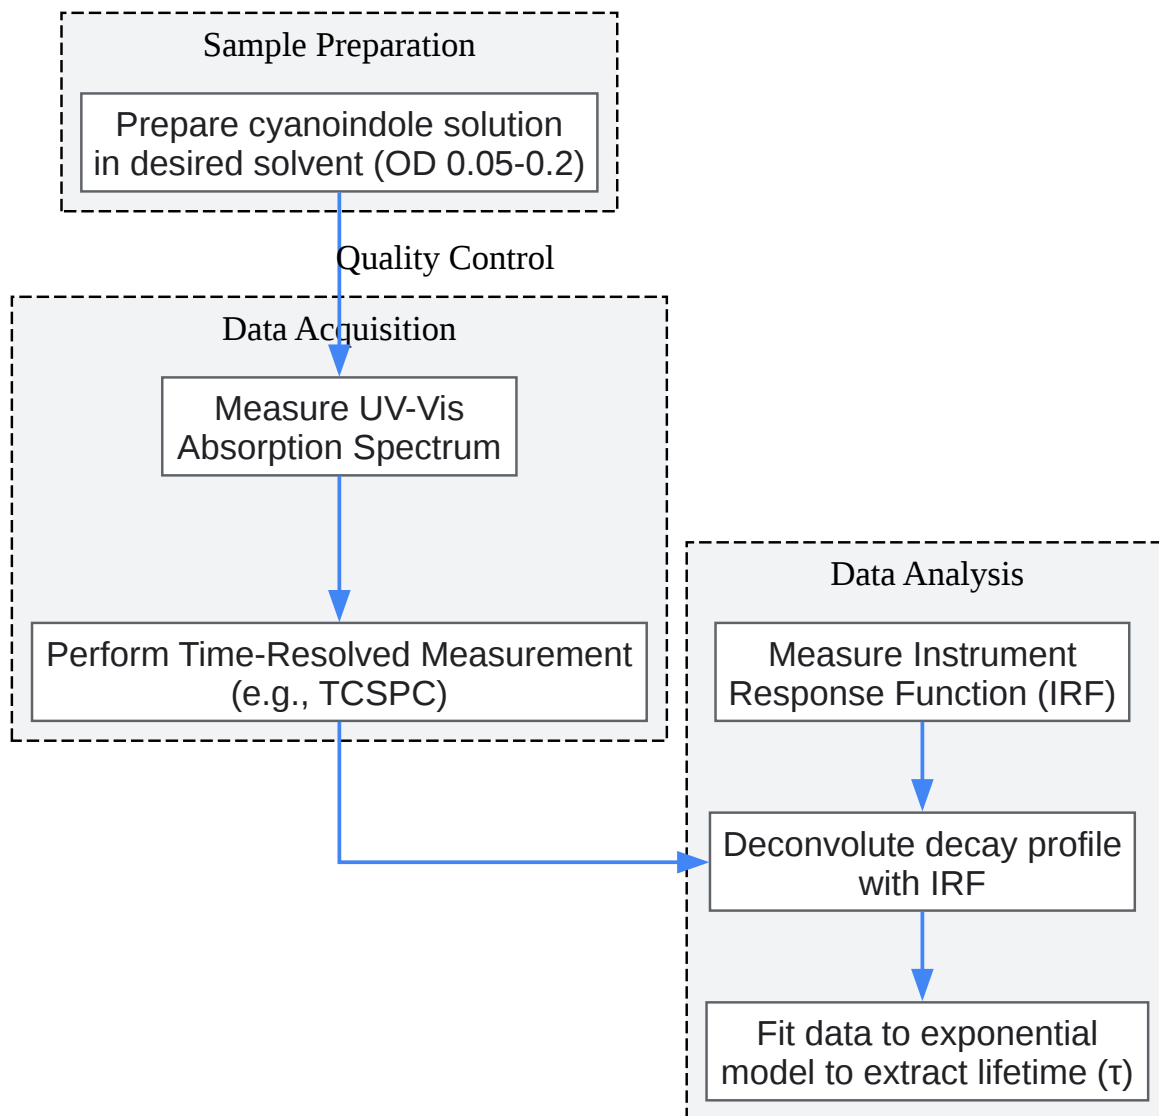 Sample Preparation
Prepare cyanoindole solution
in desired solvent (OD 0.05-0.2)
Quality Control
Data Acquisition
Measure UV-Vis
Absorption Spectrum
Perform Time-Resolved Measurement
(e.g., TCSPC)
Data Analysis
Measure Instrument
Response Function (IRF)
Deconvolute decay profile
with IRF
Fit data to exponential
model to extract lifetime (τ)